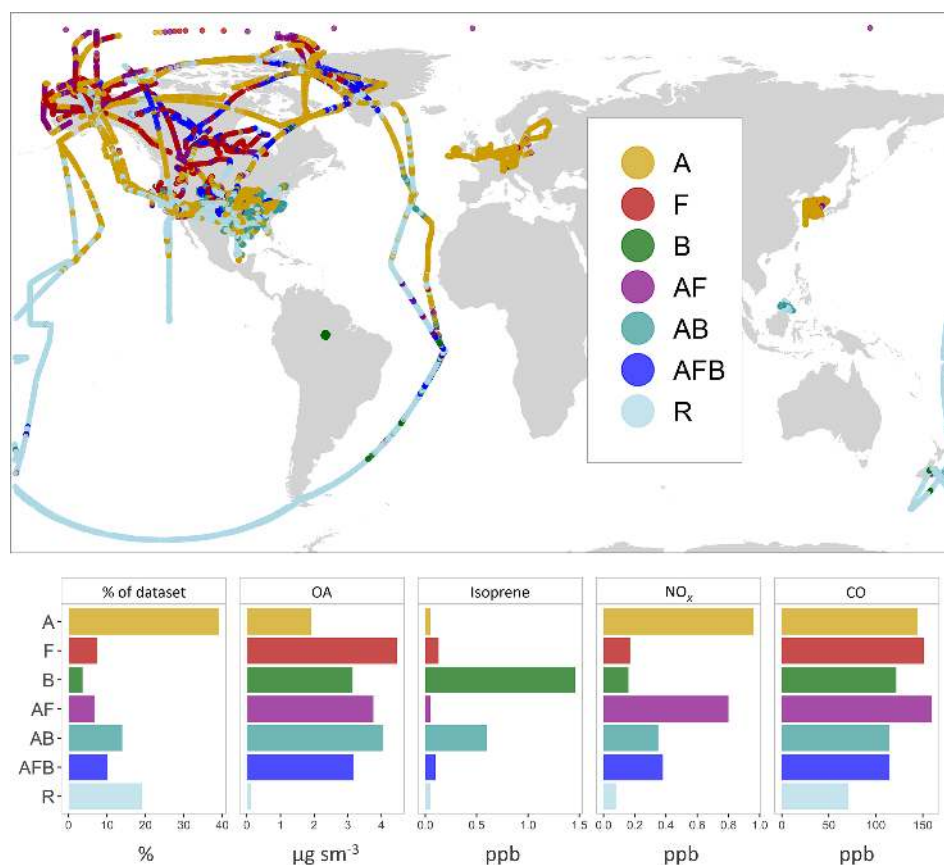 A
F
B
AF
AB
AFB
R
% of dataset
OA
Isoprene
NOx
CO
A
F
B
AF
AB
AFB
R
0 10 20 30 40
0 1 2 3 4
0.0 0.5 1.0 1.5
0.0 0.2 0.4 0.6 0.8 1.0
0 50 100 150
%
μg sm⁻³
ppb
ppb
ppb